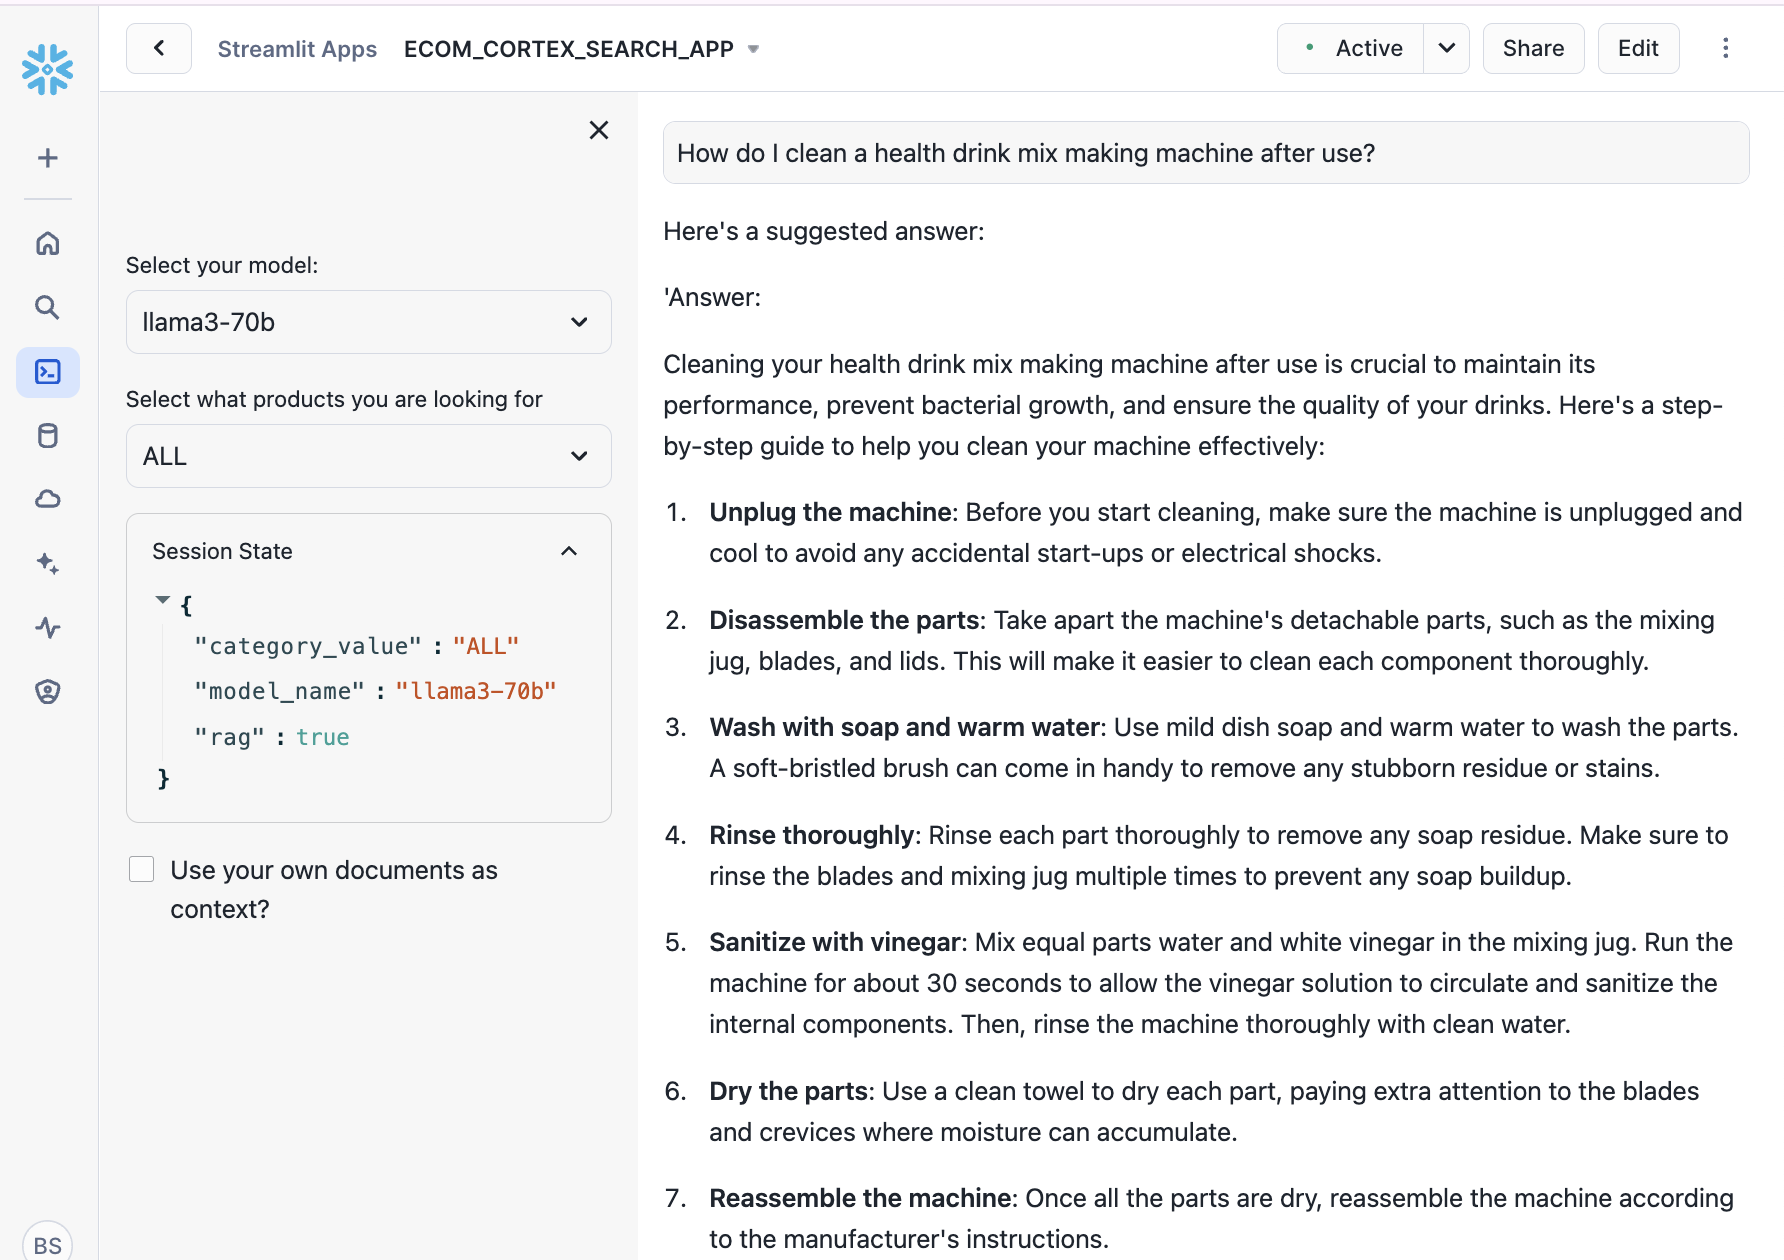 Streamlit Apps ECOM_CORTEX_SEARCH_APP
Active
Share
Edit
Select your model:
llama3-70b
Select what products you are looking for
ALL
Session State
{
"category_value" : "ALL"
"model_name" : "llama3-70b"
"rag" : true
}
Use your own documents as
context?
BS
How do I clean a health drink mix making machine after use?
Here's a suggested answer:
'Answer:
Cleaning your health drink mix making machine after use is crucial to maintain its
performance, prevent bacterial growth, and ensure the quality of your drinks. Here's a step-
by-step guide to help you clean your machine effectively:
1. Unplug the machine: Before you start cleaning, make sure the machine is unplugged and
cool to avoid any accidental start-ups or electrical shocks.
2. Disassemble the parts: Take apart the machine's detachable parts, such as the mixing
jug, blades, and lids. This will make it easier to clean each component thoroughly.
3. Wash with soap and warm water: Use mild dish soap and warm water to wash the parts.
A soft-bristled brush can come in handy to remove any stubborn residue or stains.
4. Rinse thoroughly: Rinse each part thoroughly to remove any soap residue. Make sure to
rinse the blades and mixing jug multiple times to prevent any soap buildup.
5. Sanitize with vinegar: Mix equal parts water and white vinegar in the mixing jug. Run the
machine for about 30 seconds to allow the vinegar solution to circulate and sanitize the
internal components. Then, rinse the machine thoroughly with clean water.
6. Dry the parts: Use a clean towel to dry each part, paying extra attention to the blades
and crevices where moisture can accumulate.
7. Reassemble the machine: Once all the parts are dry, reassemble the machine according
to the manufacturer's instructions.